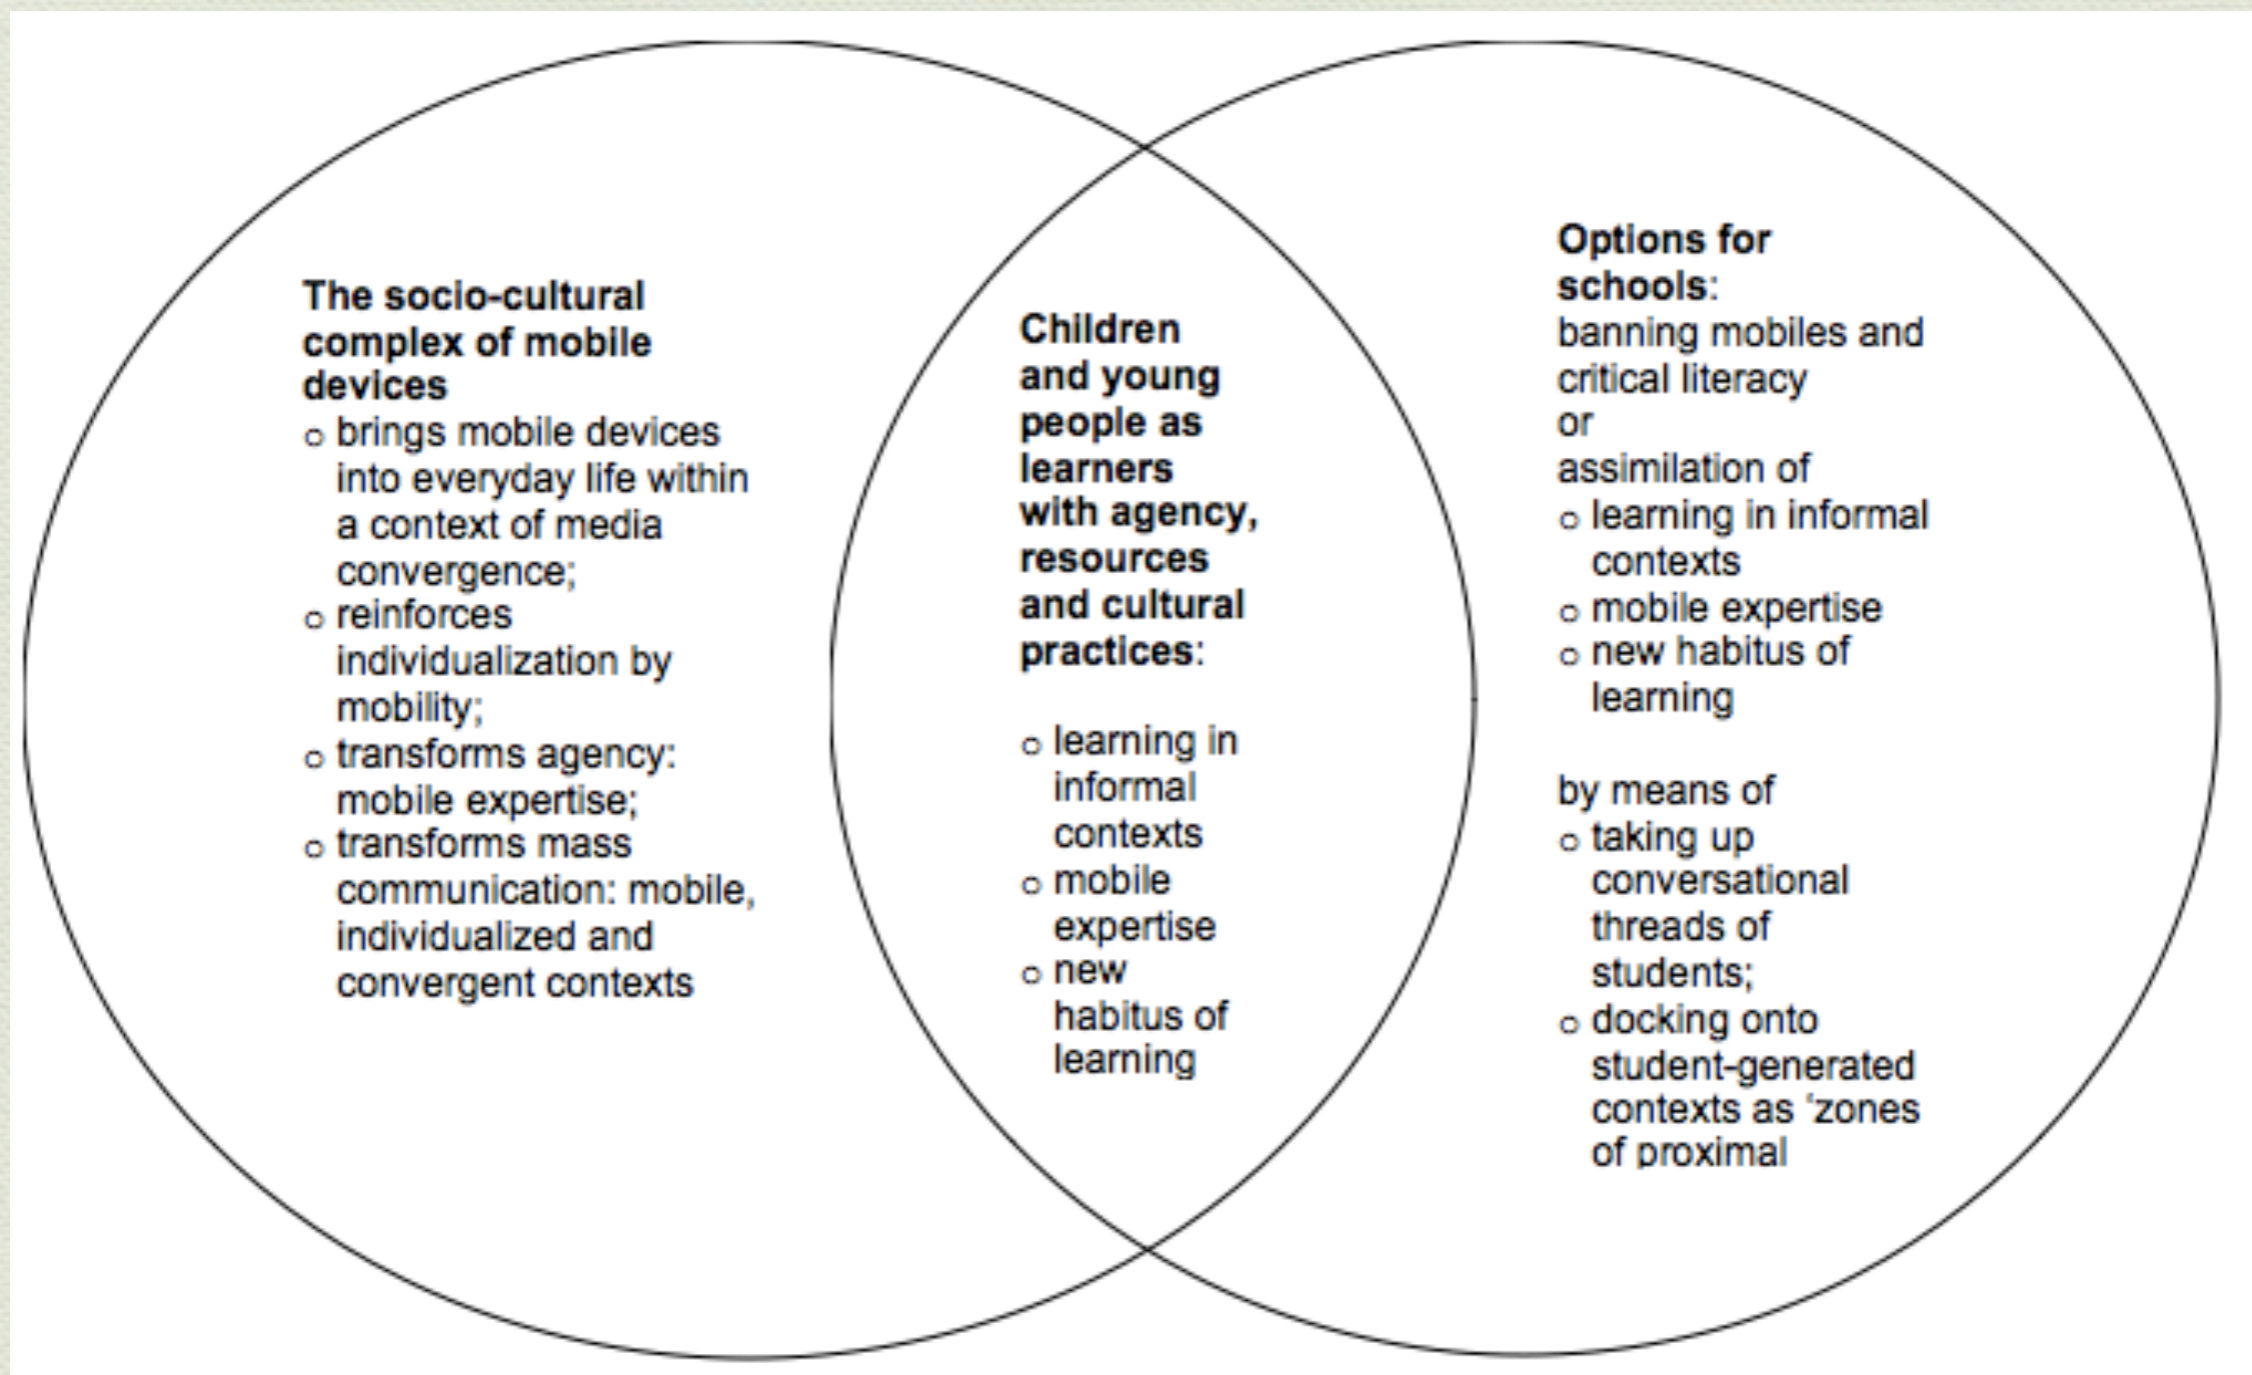 The socio-cultural
complex of mobile
devices
o brings mobile devices
into everyday life within
a context of media
convergence;
o reinforces
individualization by
mobility;
o transforms agency:
mobile expertise;
o transforms mass
communication: mobile,
individualized and
convergent contexts
Children
and young
people as
learners
with agency,
resources
and cultural
practices:
o learning in
informal
contexts
o mobile
expertise
o new
habitus of
learning
Options for
schools:
banning mobiles and
critical literacy
or
assimilation of
o learning in informal
contexts
o mobile expertise
o new habitus of
learning
by means of
o taking up
conversational
threads of
students;
o docking onto
student-generated
contexts as ‘zones
of proximal